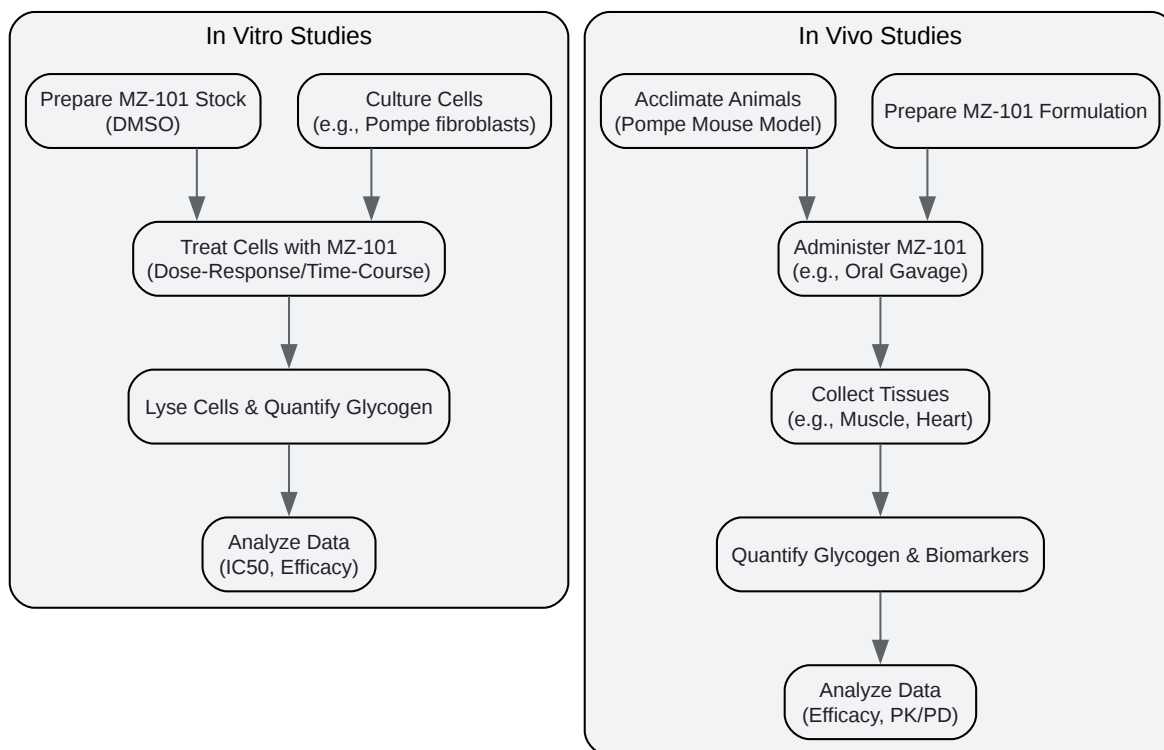 In Vitro Studies
Prepare MZ-101 Stock
(DMSO)
Culture Cells
(e.g., Pompe fibroblasts)
Treat Cells with MZ-101
(Dose-Response/Time-Course)
Lyse Cells & Quantify Glycogen
Analyze Data
(IC50, Efficacy)
In Vivo Studies
Acclimate Animals
(Pompe Mouse Model)
Prepare MZ-101 Formulation
Administer MZ-101
(e.g., Oral Gavage)
Collect Tissues
(e.g., Muscle, Heart)
Quantify Glycogen & Biomarkers
Analyze Data
(Efficacy, PK/PD)